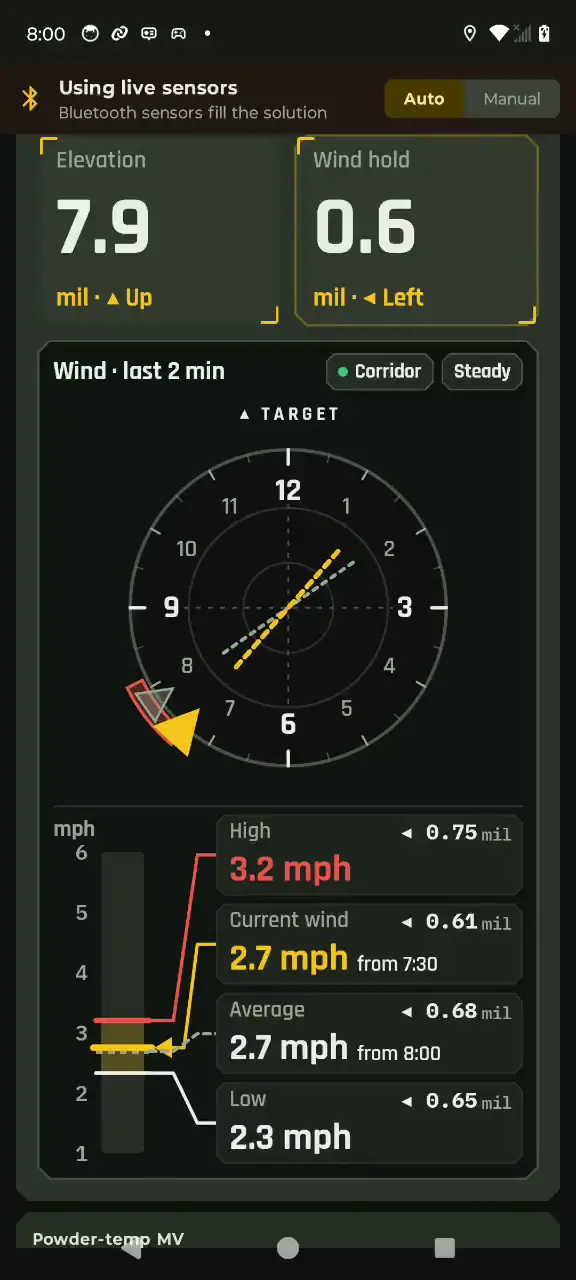 8:00
Using live sensors
Bluetooth sensors fill the solution
Auto
Manual
Elevation
7.9
mil · ▲ Up
Wind hold
0.6
mil · ◄ Left
Wind · last 2 min
Corridor
Steady
▲ TARGET
12
1
2
3
4
5
6
7
8
9
10
11
mph
6
5
4
3
2
1
High
◄ 0.75 mil
3.2 mph
Current wind
◄ 0.61 mil
2.7 mph from 7:30
Average
◄ 0.68 mil
2.7 mph from 8:00
Low
◄ 0.65 mil
2.3 mph
Powder-temp MV